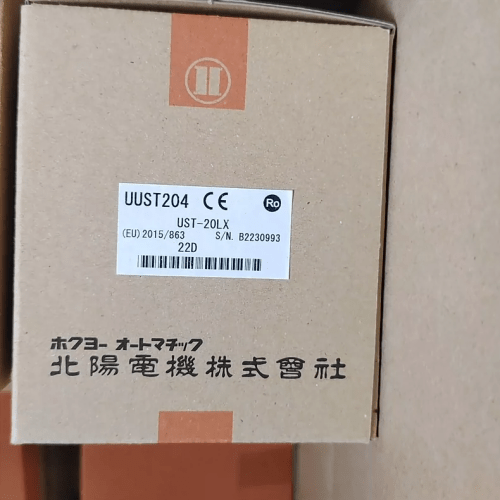 UUST204 CE Ro
UST-20LX
(EU)2015/863 S/N. B2230993
22D
ホクヨー オートマチック
北陽電機株式會社